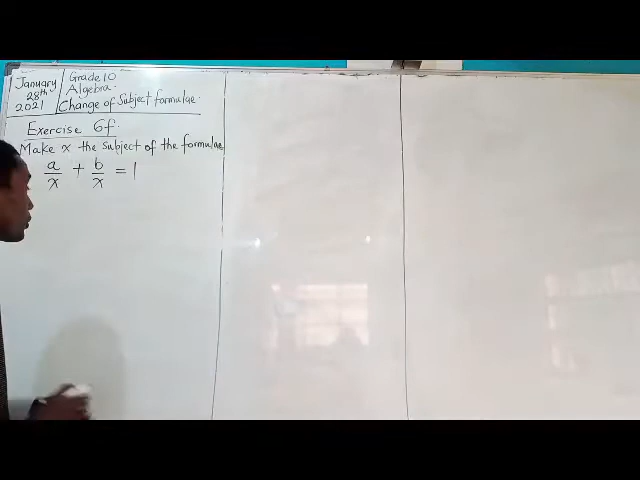 January
28th
2021
Grade 10
Algebra.
Change of Subject formulae
Exercise 6f.
Make x the subject of the formulae
a/x + b/x = 1